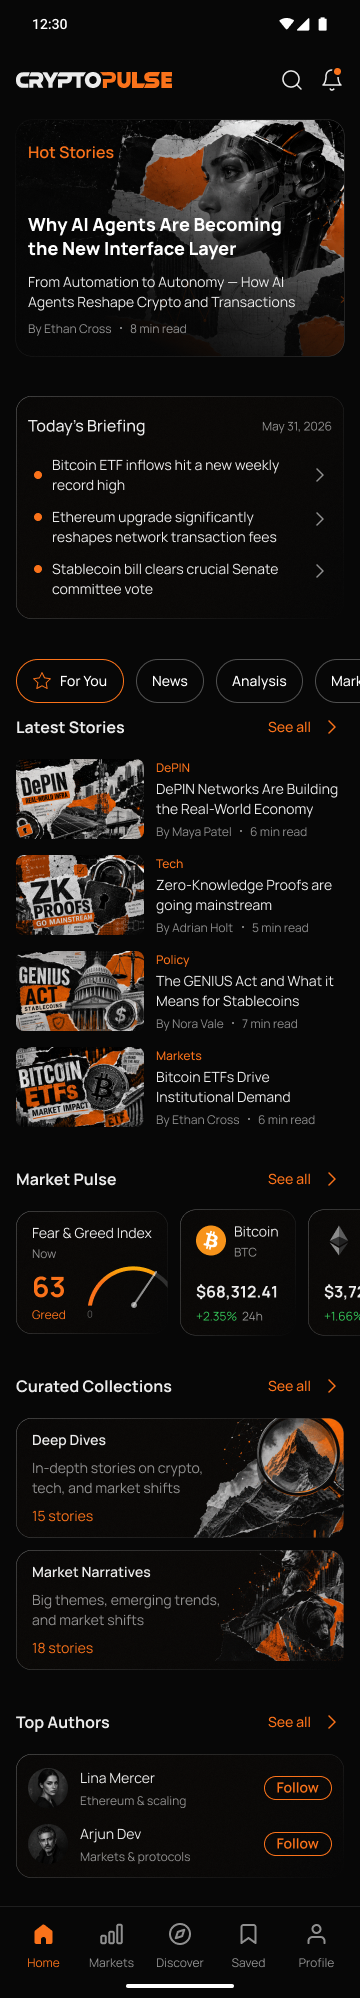 12:30
CRYPTOPULSE
Hot Stories
Why AI Agents Are Becoming
the New Interface Layer
From Automation to Autonomy — How AI
Agents Reshape Crypto and Transactions
By Ethan Cross • 8 min read
Today's Briefing
May 31, 2026
Bitcoin ETF inflows hit a new weekly
record high
Ethereum upgrade significantly
reshapes network transaction fees
Stablecoin bill clears crucial Senate
committee vote
For You
News
Analysis
Mark
Latest Stories
See all
DePIN
REAL-WORLD INFRA
DePIN
DePIN Networks Are Building
the Real-World Economy
By Maya Patel • 6 min read
ZK
PROOFS
GO MAINSTREAM
Tech
Zero-Knowledge Proofs are
going mainstream
By Adrian Holt • 5 min read
GENIUS
ACT
STABLECOINS
$
Policy
The GENIUS Act and What it
Means for Stablecoins
By Nora Vale • 7 min read
BITCOIN
ETFs
MARKET IMPACT
Markets
Bitcoin ETFs Drive
Institutional Demand
By Ethan Cross • 6 min read
Market Pulse
See all
Fear & Greed Index
Now
63
Greed
0
Bitcoin
BTC
$68,312.41
+2.35% 24h
$3,72
+1.66%
Curated Collections
See all
Deep Dives
In-depth stories on crypto,
tech, and market shifts
15 stories
Market Narratives
Big themes, emerging trends,
and market shifts
18 stories
Top Authors
See all
Lina Mercer
Ethereum & scaling
Follow
Arjun Dev
Markets & protocols
Follow
Home
Markets
Discover
Saved
Profile